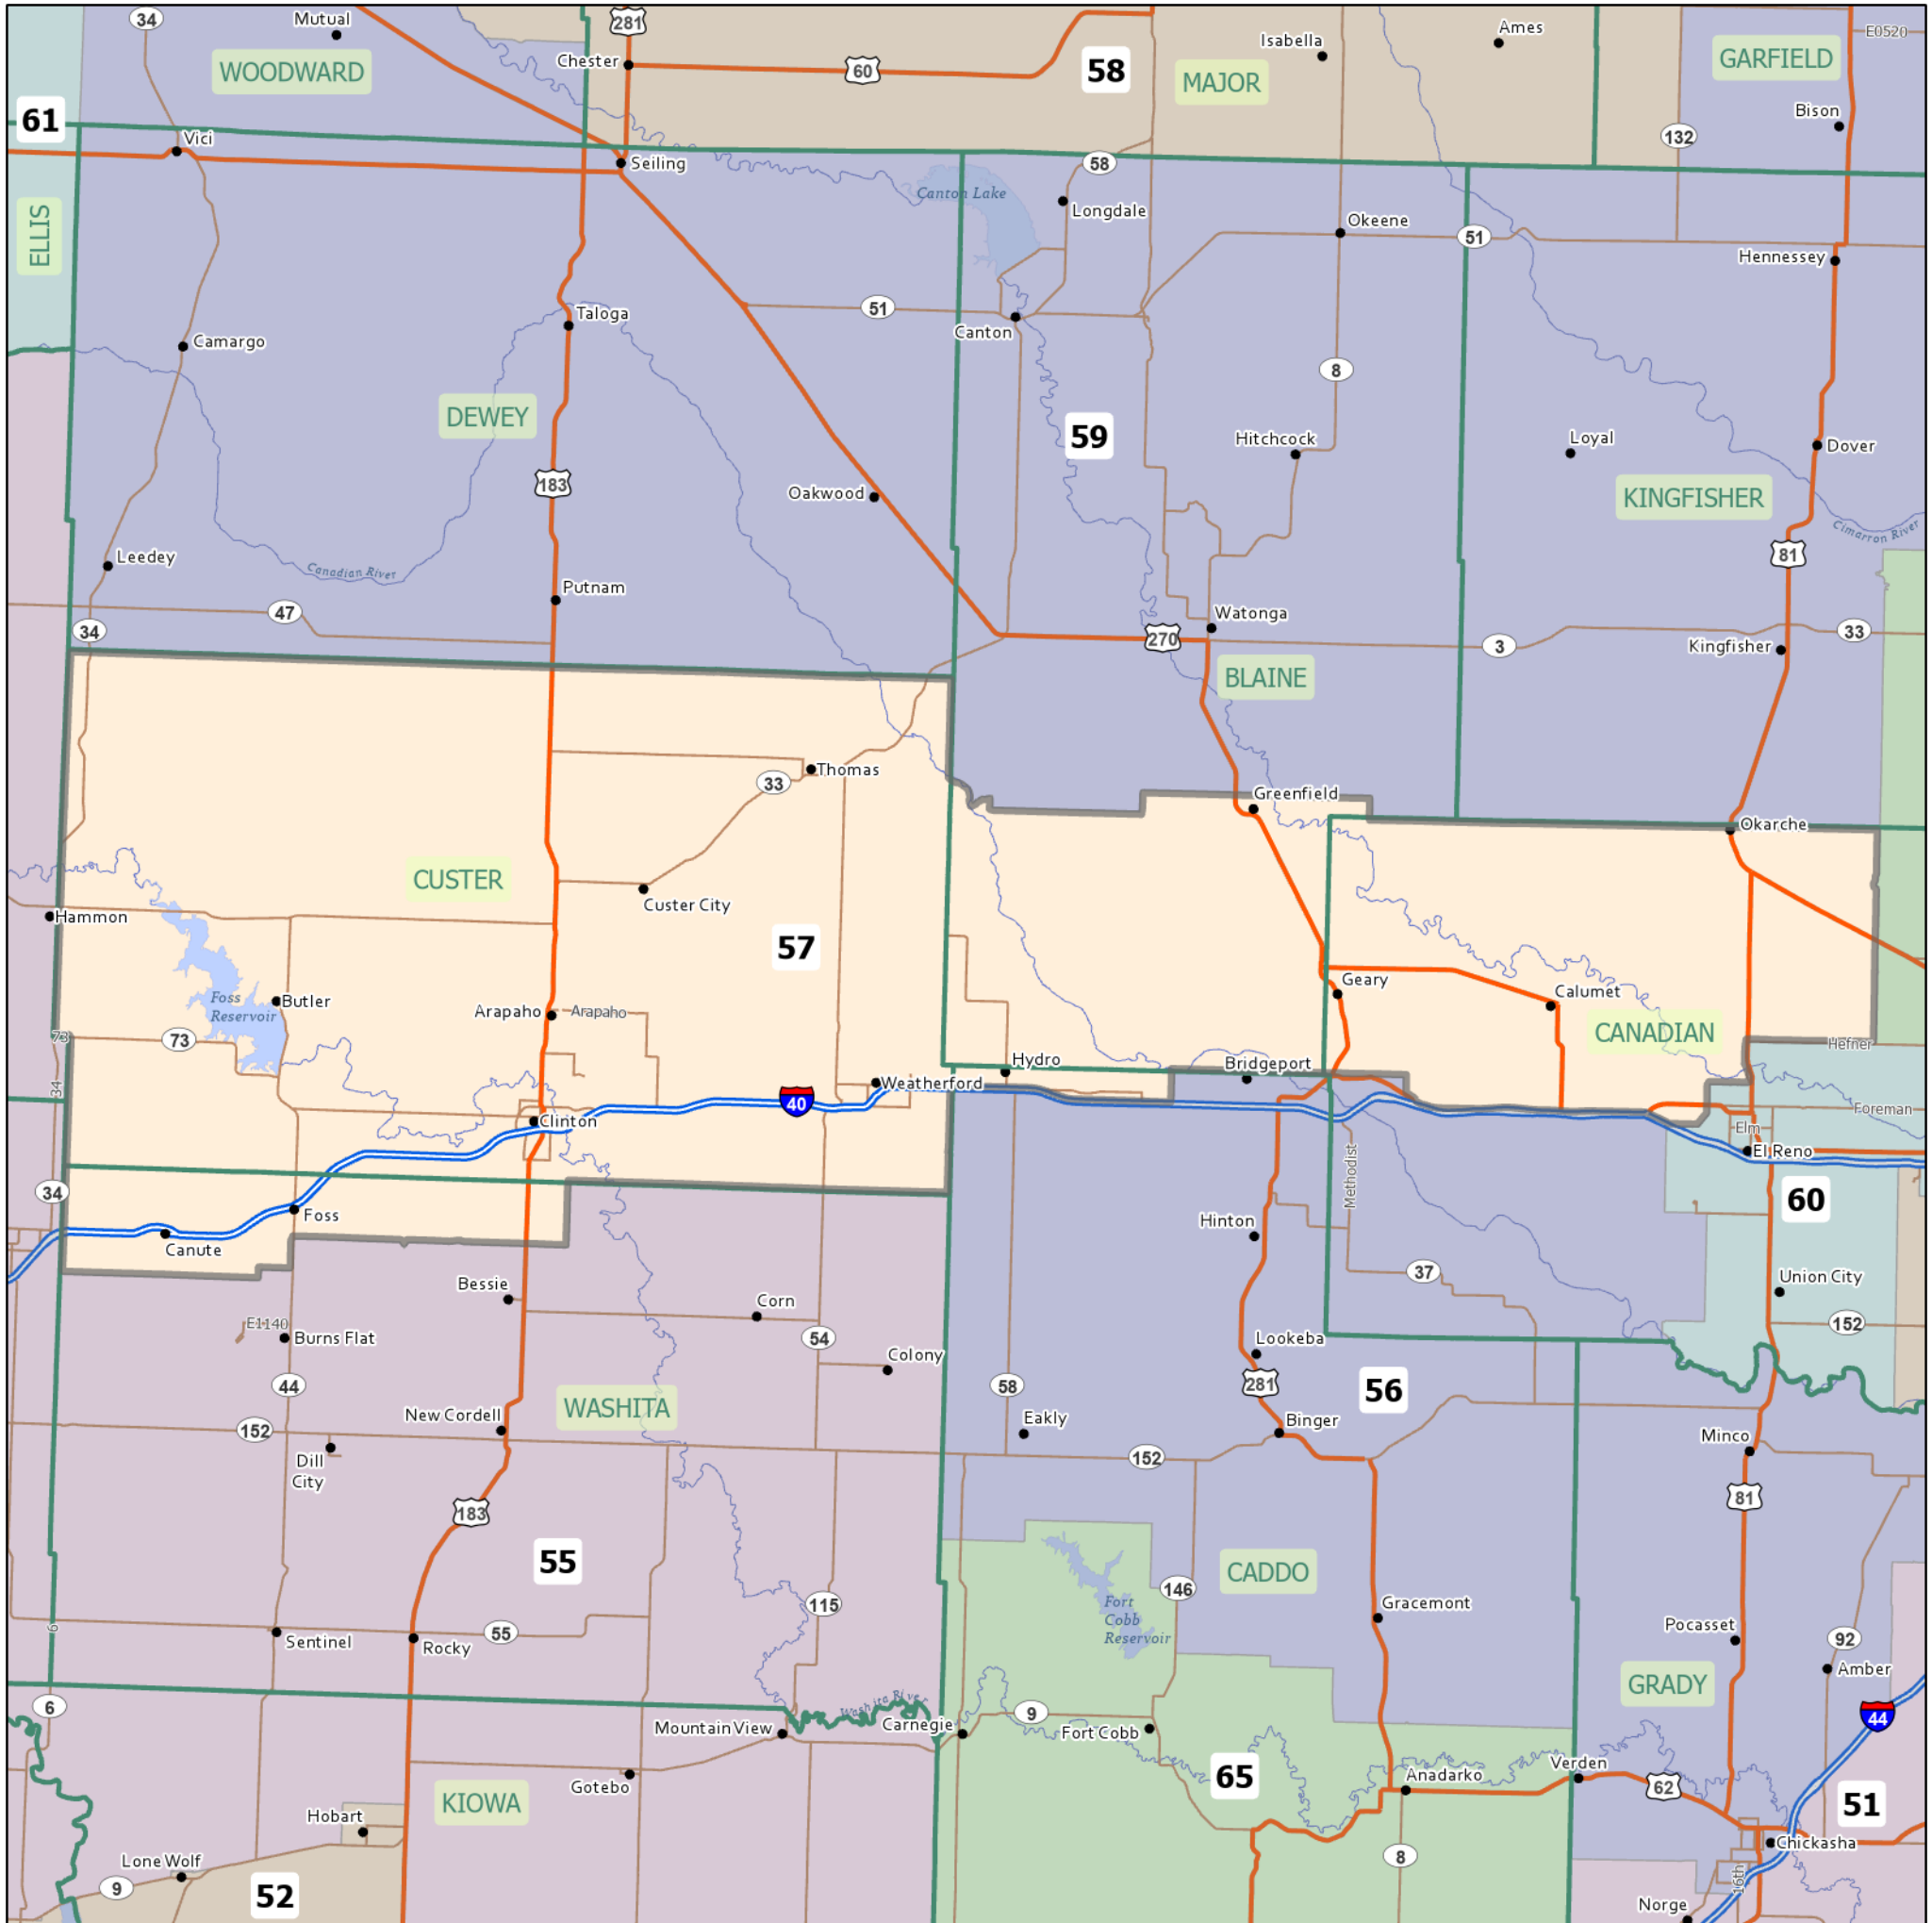 34
Mutual
281
Isabella
Ames
E0520
WOODWARD
Chester
60
58
MAJOR
GARFIELD
61
Vici
Bison
132
Seiling
58
Canton Lake
Longdale
ELLIS
Okeene
51
Hennessey
51
Taloga
Canton
Camargo
8
DEWEY
59
Hitchcock
Loyal
Dover
183
Oakwood
KINGFISHER
Cimarron River
Leedey
Canadian River
81
Putnam
47
34
Watonga
270
3
33
Kingfisher
BLAINE
Thomas
33
Greenfield
Okarche
CUSTER
Custer City
Hammon
57
Geary
Calumet
Foss
Reservoir
Butler
Arapaho
Arapaho
CANADIAN
73
73
Hefner
Hydro
Bridgeport
34
Weatherford
40
Foreman
Clinton
Elm
El Reno
Methodist
34
60
Foss
Hinton
Canute
37
Union City
Bessie
Corn
E1140
Burns Flat
54
152
Lookeba
Colony
44
58
281
56
WASHITA
New Cordell
Eakly
Binger
152
152
Minco
Dill
City
183
81
55
CADDO
146
Fort
Cobb
Reservoir
115
Gracemont
6
Sentinel
Rocky
55
Pocasset
92
Amber
GRADY
6
Washita River
9
44
Mountain View
Carnegie
Fort Cobb
Verden
65
Anadarko
62
Gotebo
KIOWA
51
Hobart
Chickasha
8
Lone Wolf
9
52
16th
Norge